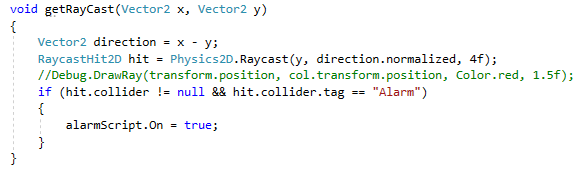 void getRayCast(Vector2 x, Vector2 y)
{
    Vector2 direction = x - y;
    RaycastHit2D hit = Physics2D.Raycast(y, direction.normalized, 4f);
    //Debug.DrawRay(transform.position, col.transform.position, Color.red, 1.5f);
    if (hit.collider != null && hit.collider.tag == "Alarm")
    {
        alarmScript.On = true;
    }
}